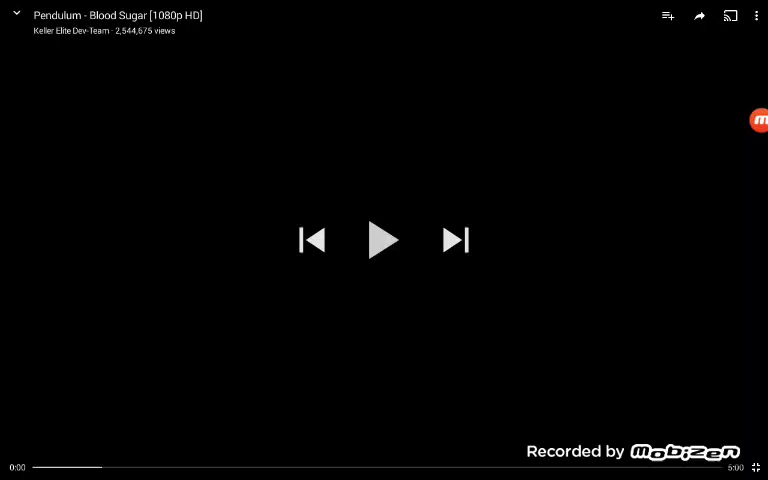 Pendulum - Blood Sugar [1080p HD]
Keller Elite Dev-Team · 2,544,675 views
m
Recorded by mobizen
0:00
5:00